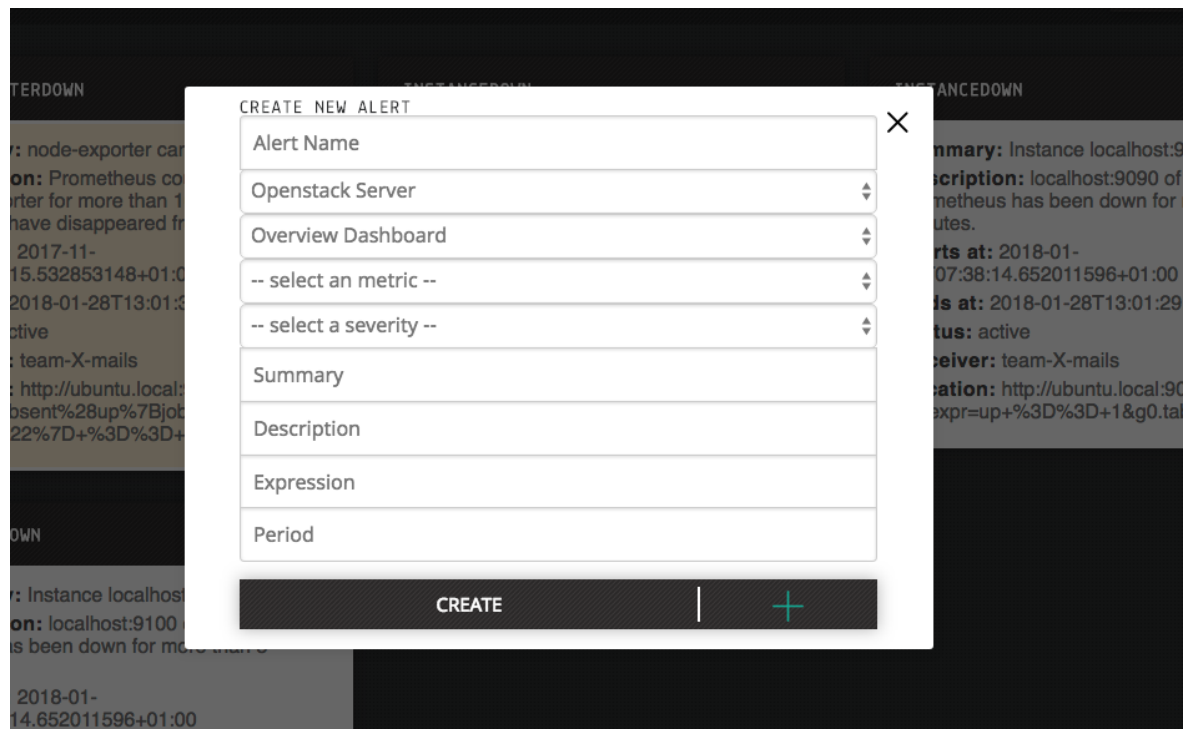 TERDOWN
INSTANCEDOWN
INSTANCEDOWN
CREATE NEW ALERT
Alert Name
Openstack Server
Overview Dashboard
-- select an metric --
-- select a severity --
Summary
Description
Expression
Period
CREATE
: node-exporter car
on: Prometheus co
rter for more than 1
have disappeared fr
2017-11-
15.532853148+01:0
2018-01-28T13:01:3
ctive
: team-X-mails
: http://ubuntu.local:
bsent%28up%7Bjob
22%7D+%3D%3D+
mmary: Instance localhost:9
scription: localhost:9090 of
metheus has been down for
utes.
rts at: 2018-01-
07:38:14.652011596+01:00
ds at: 2018-01-28T13:01:29
tus: active
ceiver: team-X-mails
cation: http://ubuntu.local:90
expr=up+%3D%3D+1&g0.tal
OWN
: Instance localhost
on: localhost:9100
as been down for more than 5
2018-01-
14.652011596+01:00